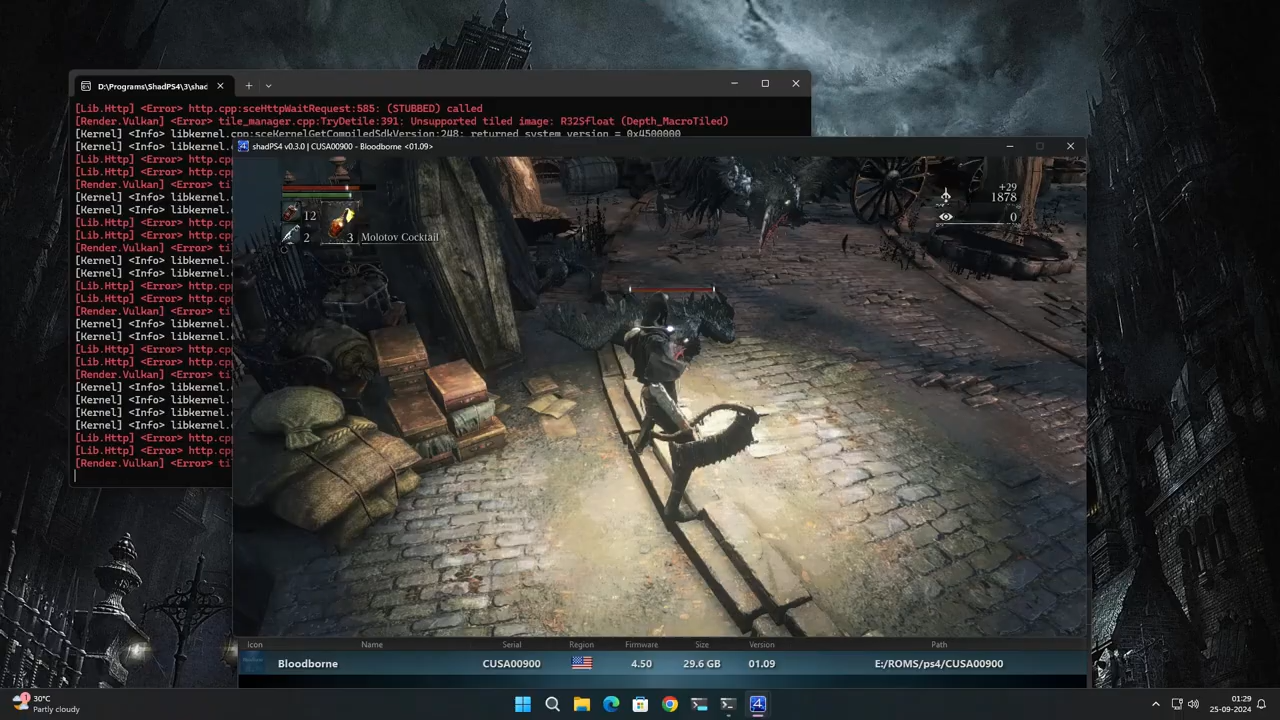 D:\Programs\ShadPS4\3\shad
[Lib.Http] <Error> http.cpp:sceHttpWaitRequest:585: (STUBBED) called
[Render.Vulkan] <Error> tile_manager.cpp:TryDetile:391: Unsupported tiled image: R32Sfloat (Depth_MacroTiled)
[Kernel] <Info> libkernel.cpp:sceKernelGetCompiledSdkVersion:248: returned system version = 0x4500000
[Kernel] <Info> libkernel.
[Lib.Http] <Error> http.cp
[Lib.Http] <Error> http.cp
[Render.Vulkan] <Error> ti
[Kernel] <Info> libkernel.
[Kernel] <Info> libkernel.
[Lib.Http] <Error> http.cp
[Lib.Http] <Error> http.cp
[Render.Vulkan] <Error> ti
[Kernel] <Info> libkernel.
[Kernel] <Info> libkernel.
[Lib.Http] <Error> http.cp
[Lib.Http] <Error> http.cp
[Render.Vulkan] <Error> ti
[Kernel] <Info> libkernel.
[Kernel] <Info> libkernel.
[Lib.Http] <Error> http.cp
[Lib.Http] <Error> http.cp
[Render.Vulkan] <Error> ti
[Kernel] <Info> libkernel.
[Kernel] <Info> libkernel.
[Kernel] <Info> libkernel.
[Kernel] <Info> libkernel.
[Lib.Http] <Error> http.cp
[Lib.Http] <Error> http.cp
[Render.Vulkan] <Error> ti
shadPS4 v0.3.0 | CUSA00900 - Bloodborne <01.09>
+29
12 1878
2 3 Molotov Cocktail 0
Icon Name Serial Region Firmware Size Version Path
Bloodborne CUSA00900 4.50 29.6 GB 01.09 E:/ROMS/ps4/CUSA00900
1 30°C
Partly cloudy
01:29
25-09-2024